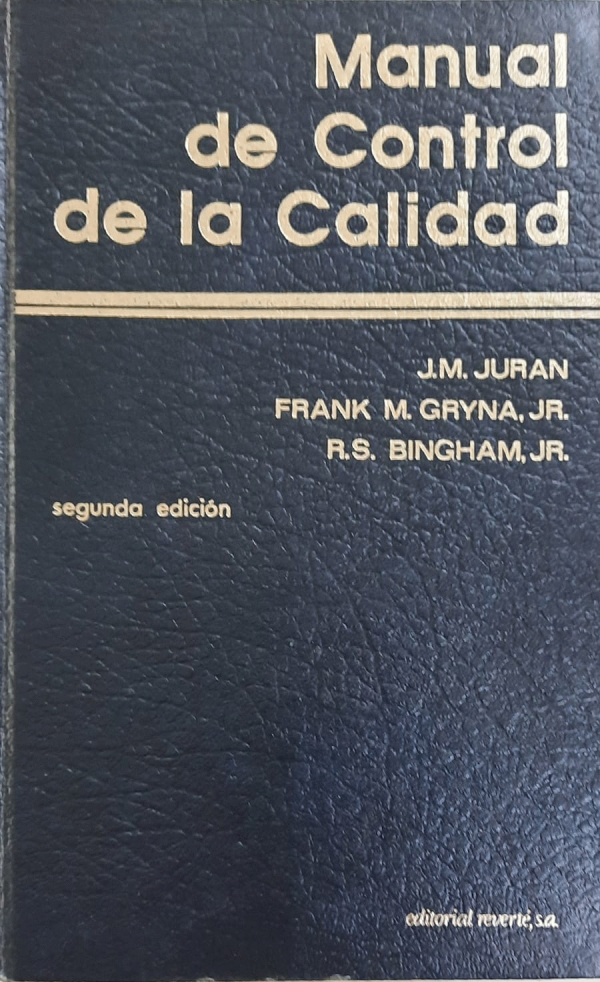 Manual
de Control
de la Calidad
J.M. JURAN
FRANK M. GRYNA, JR.
R.S. BINGHAM, JR.
segunda edición
editorial reverté, s.a.